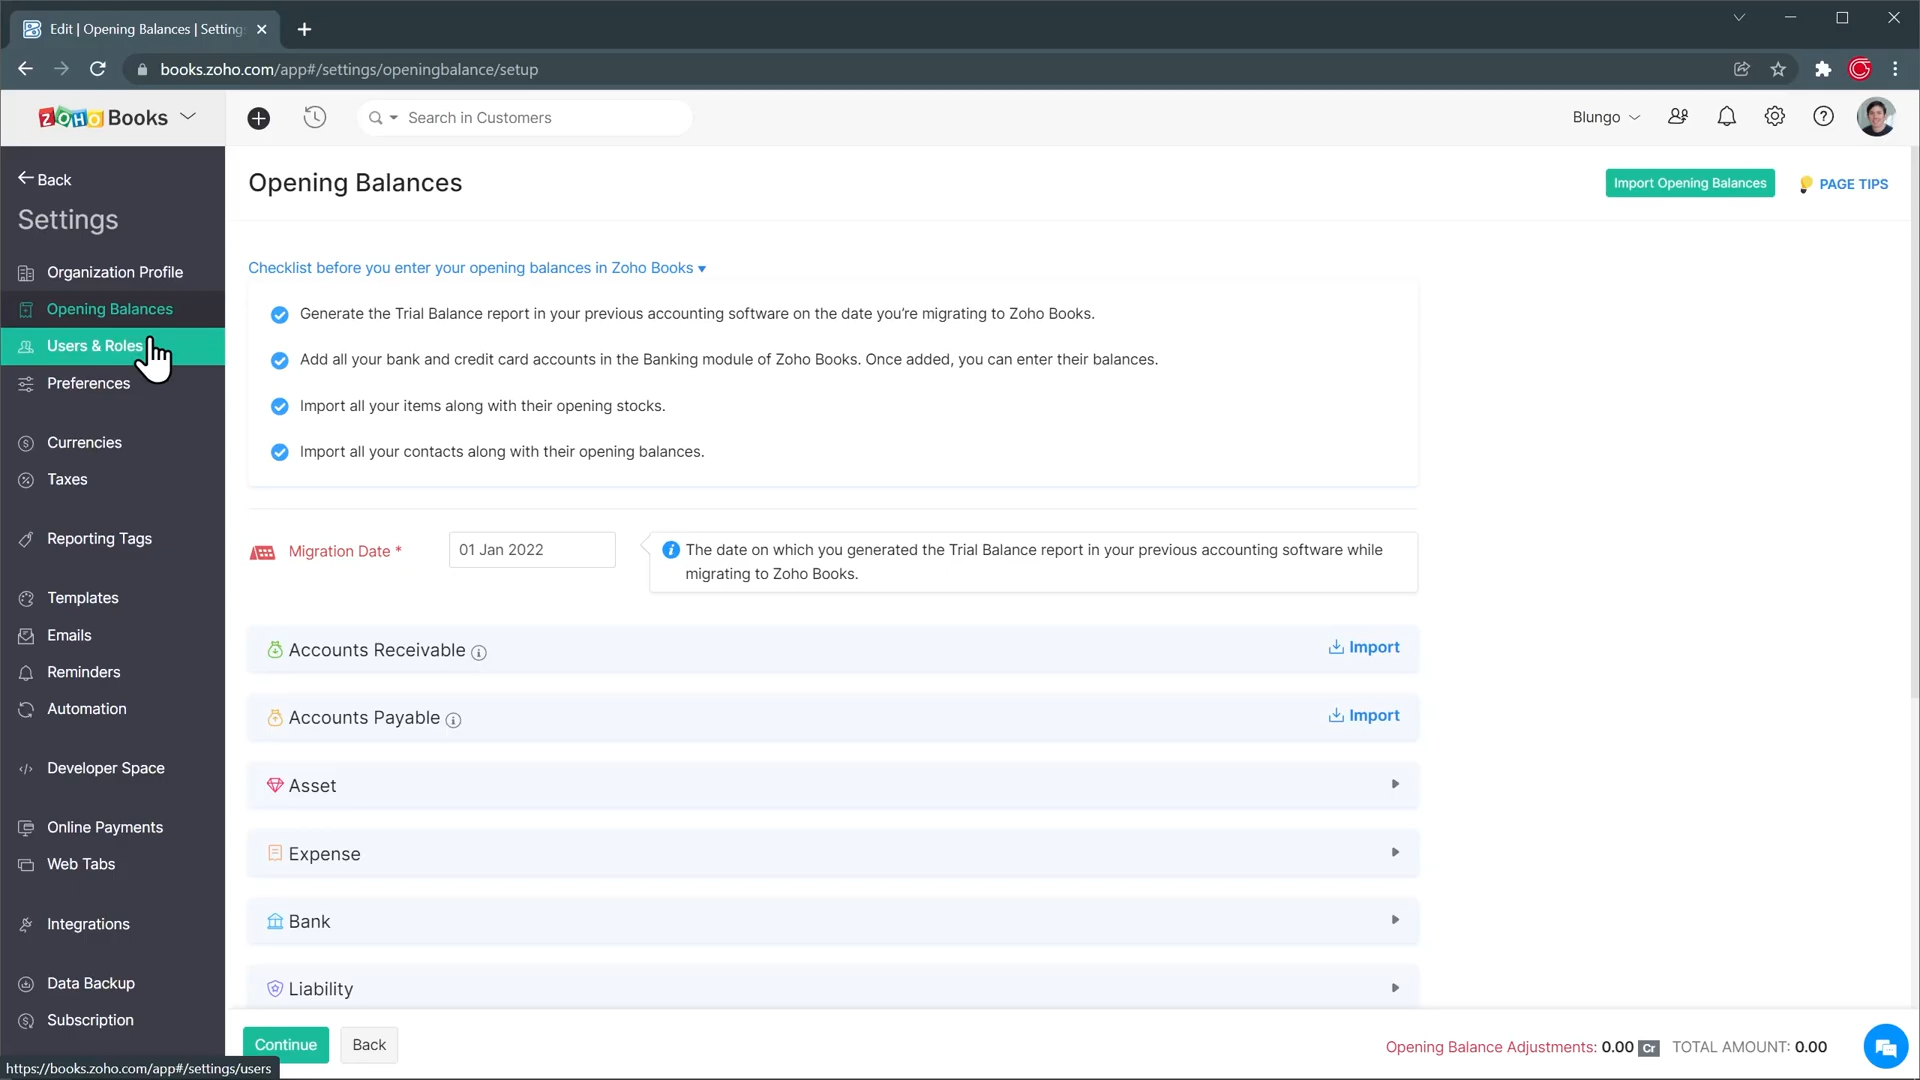 Edit | Opening Balances | Setting
books.zoho.com/app#/settings/openingbalance/setup
ZOHO Books
Search in Customers
Blungo
Back
Settings
Organization Profile
Opening Balances
Users & Roles
Preferences
Currencies
Taxes
Reporting Tags
Templates
Emails
Reminders
Automation
Developer Space
Online Payments
Web Tabs
Integrations
Data Backup
Subscription
https://books.zoho.com/app#/settings/users
Opening Balances
Import Opening Balances
PAGE TIPS
Checklist before you enter your opening balances in Zoho Books
Generate the Trial Balance report in your previous accounting software on the date you’re migrating to Zoho Books.
Add all your bank and credit card accounts in the Banking module of Zoho Books. Once added, you can enter their balances.
Import all your items along with their opening stocks.
Import all your contacts along with their opening balances.
Migration Date *
01 Jan 2022
The date on which you generated the Trial Balance report in your previous accounting software while
migrating to Zoho Books.
Accounts Receivable
Import
Accounts Payable
Import
Asset
Expense
Bank
Liability
Continue
Back
Opening Balance Adjustments: 0.00 Cr TOTAL AMOUNT: 0.00